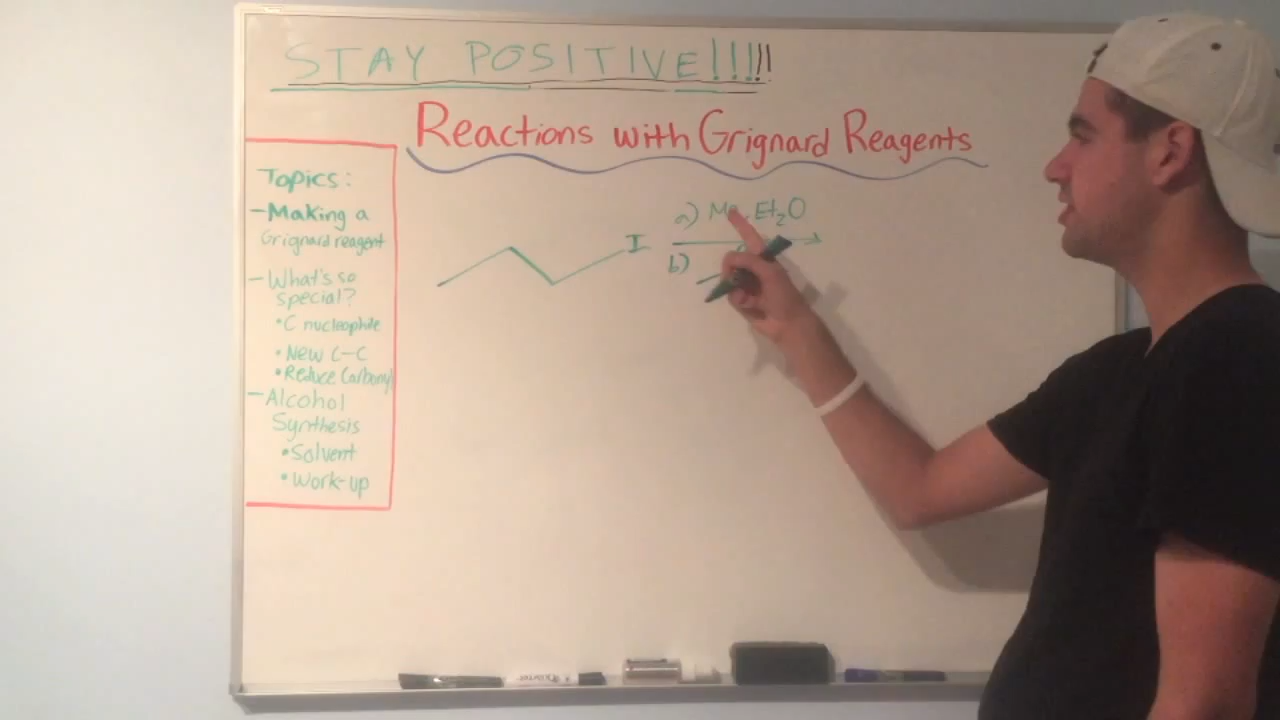 STAY POSITIVE!!!!!
Reactions with Grignard Reagents
Topics:
-Making a
Grignard reagent
-What's so
special?
•C nucleophile
•New C-C
•Reduce Carbonyl
-Alcohol
Synthesis
•Solvent
•Work-up
I
a) Mg, Et2O
b)